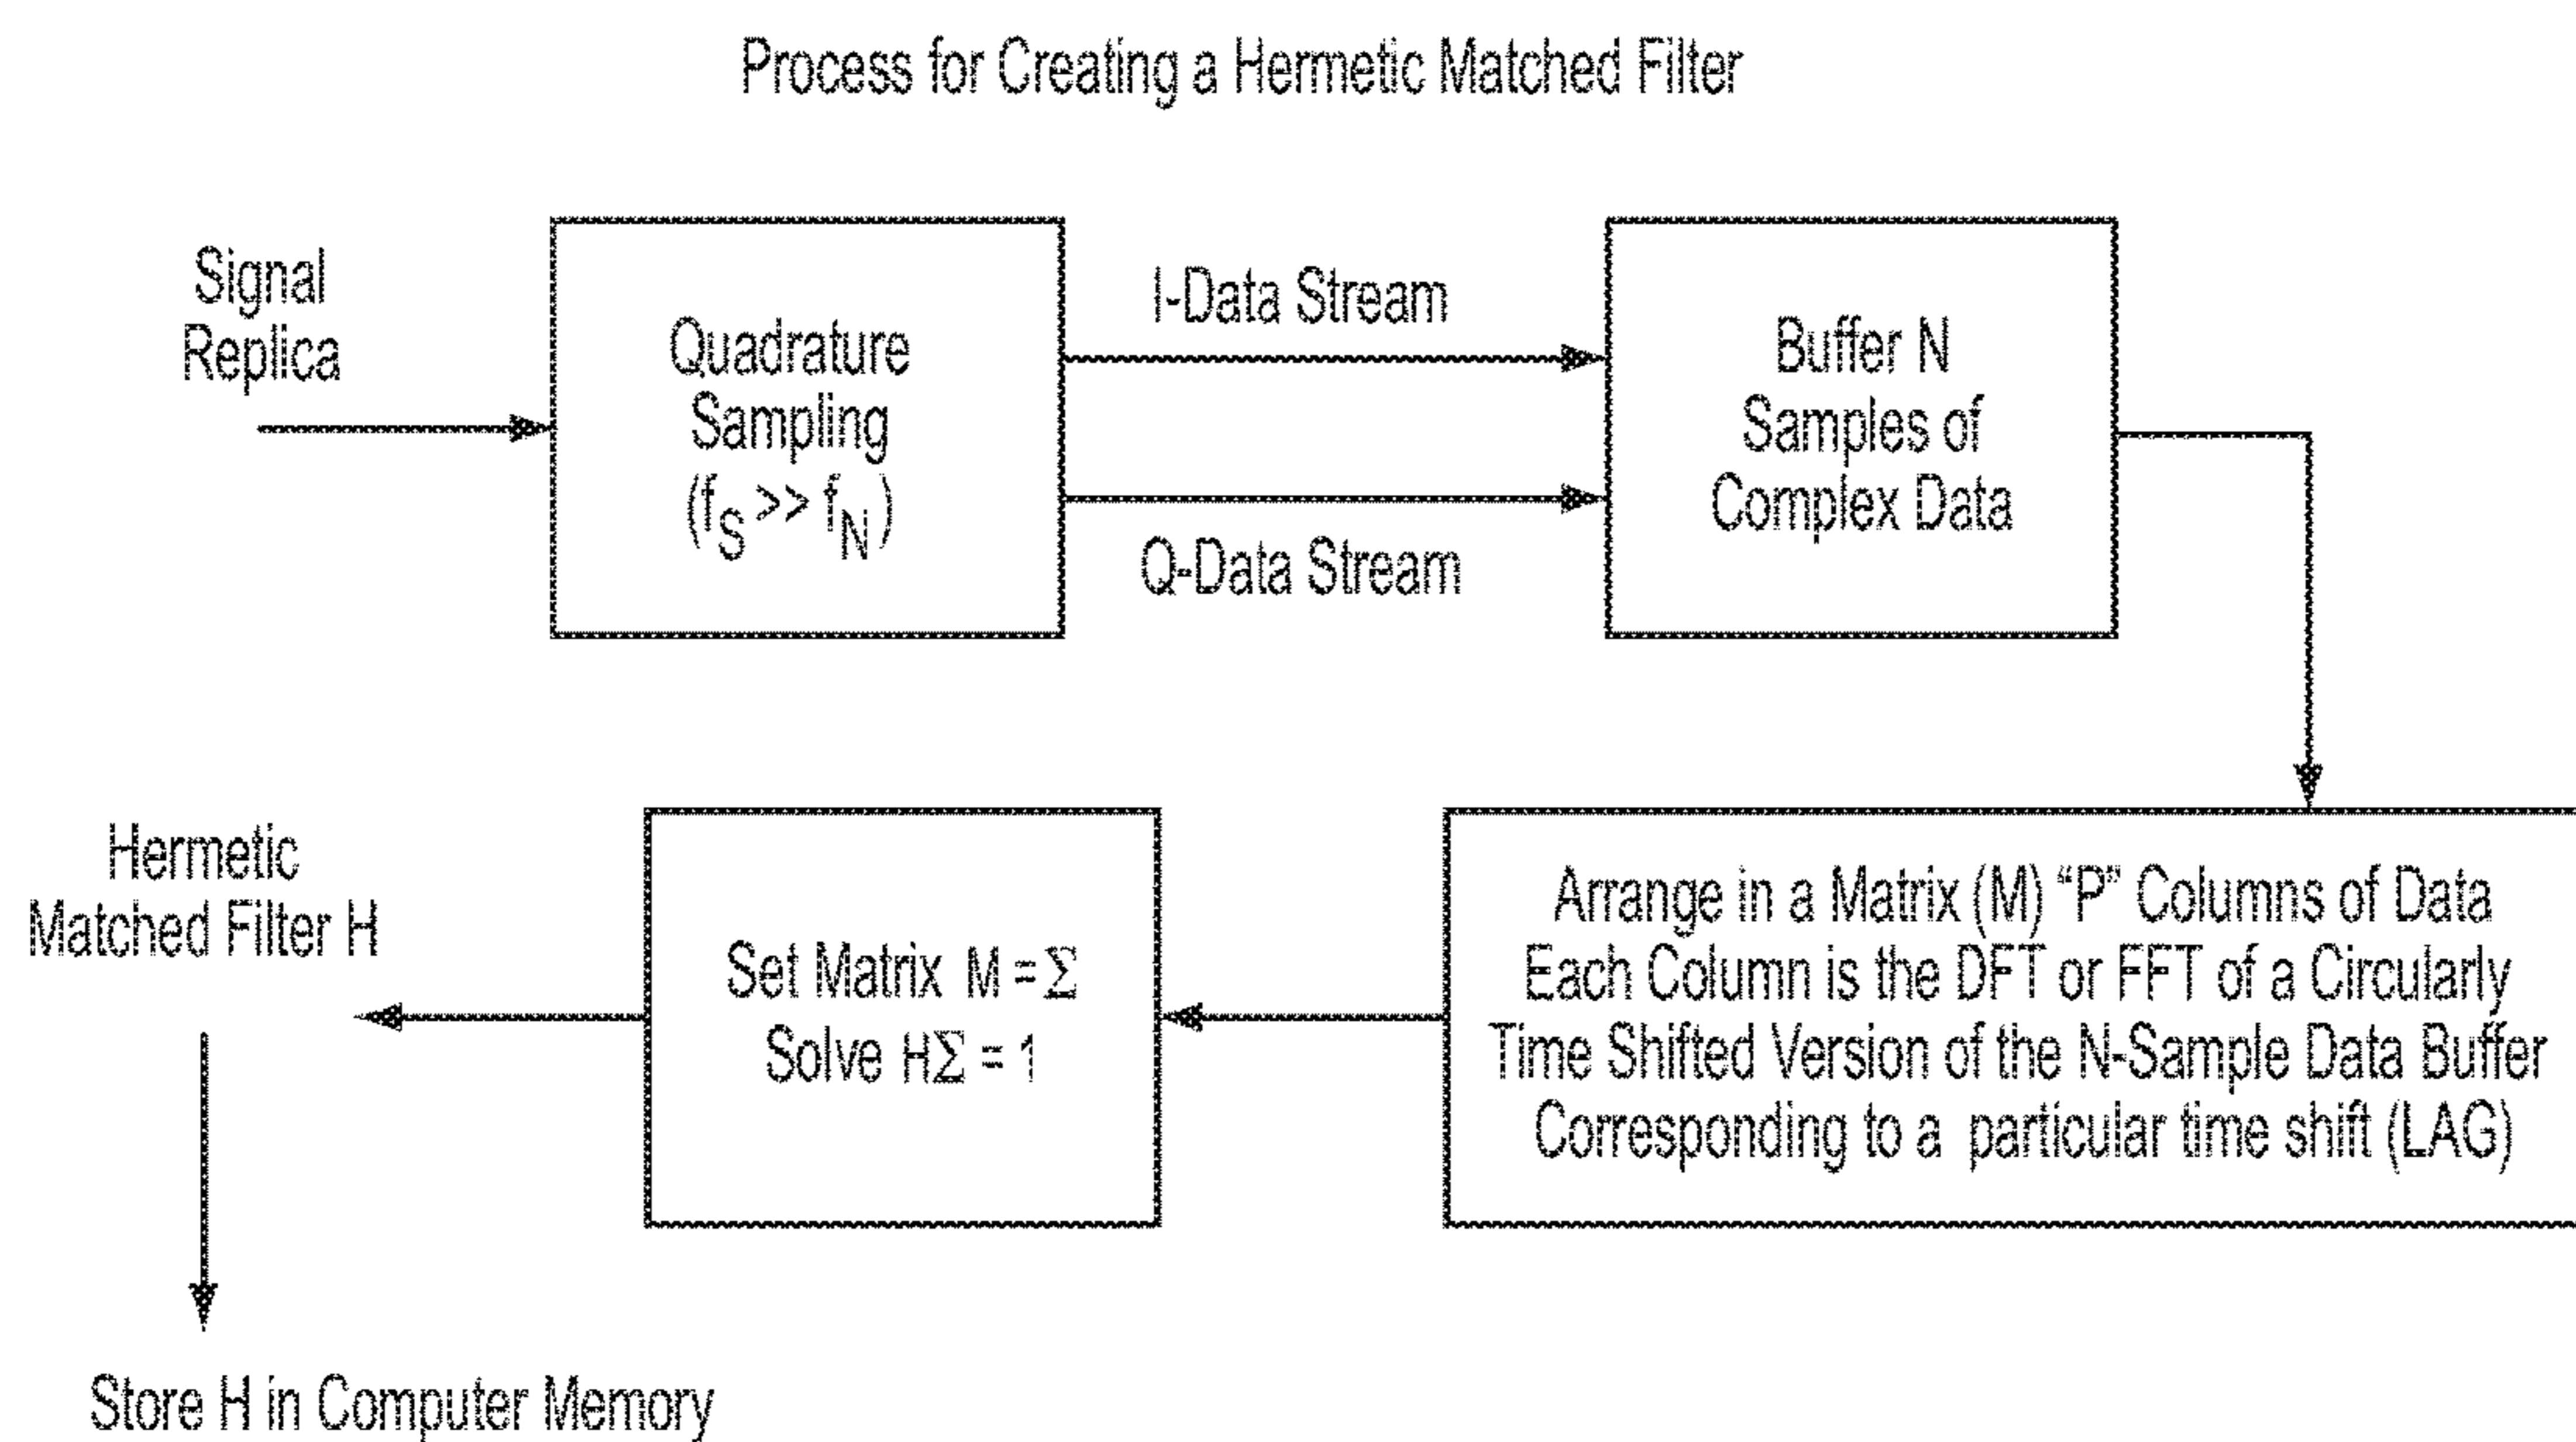 Process for Creating a Hermetic Matched Filter
Signal
Replica
Quadrature
Sampling
(fS >> fN)
I-Data Stream
Q-Data Stream
Buffer N
Samples of
Complex Data
Arrange in a Matrix (M) “P” Columns of Data
Each Column is the DFT or FFT of a Circularly
Time Shifted Version of the N-Sample Data Buffer
Corresponding to a particular time shift (LAG)
Set Matrix M = Σ
Solve HΣ = 1
Hermetic
Matched Filter H
Store H in Computer Memory